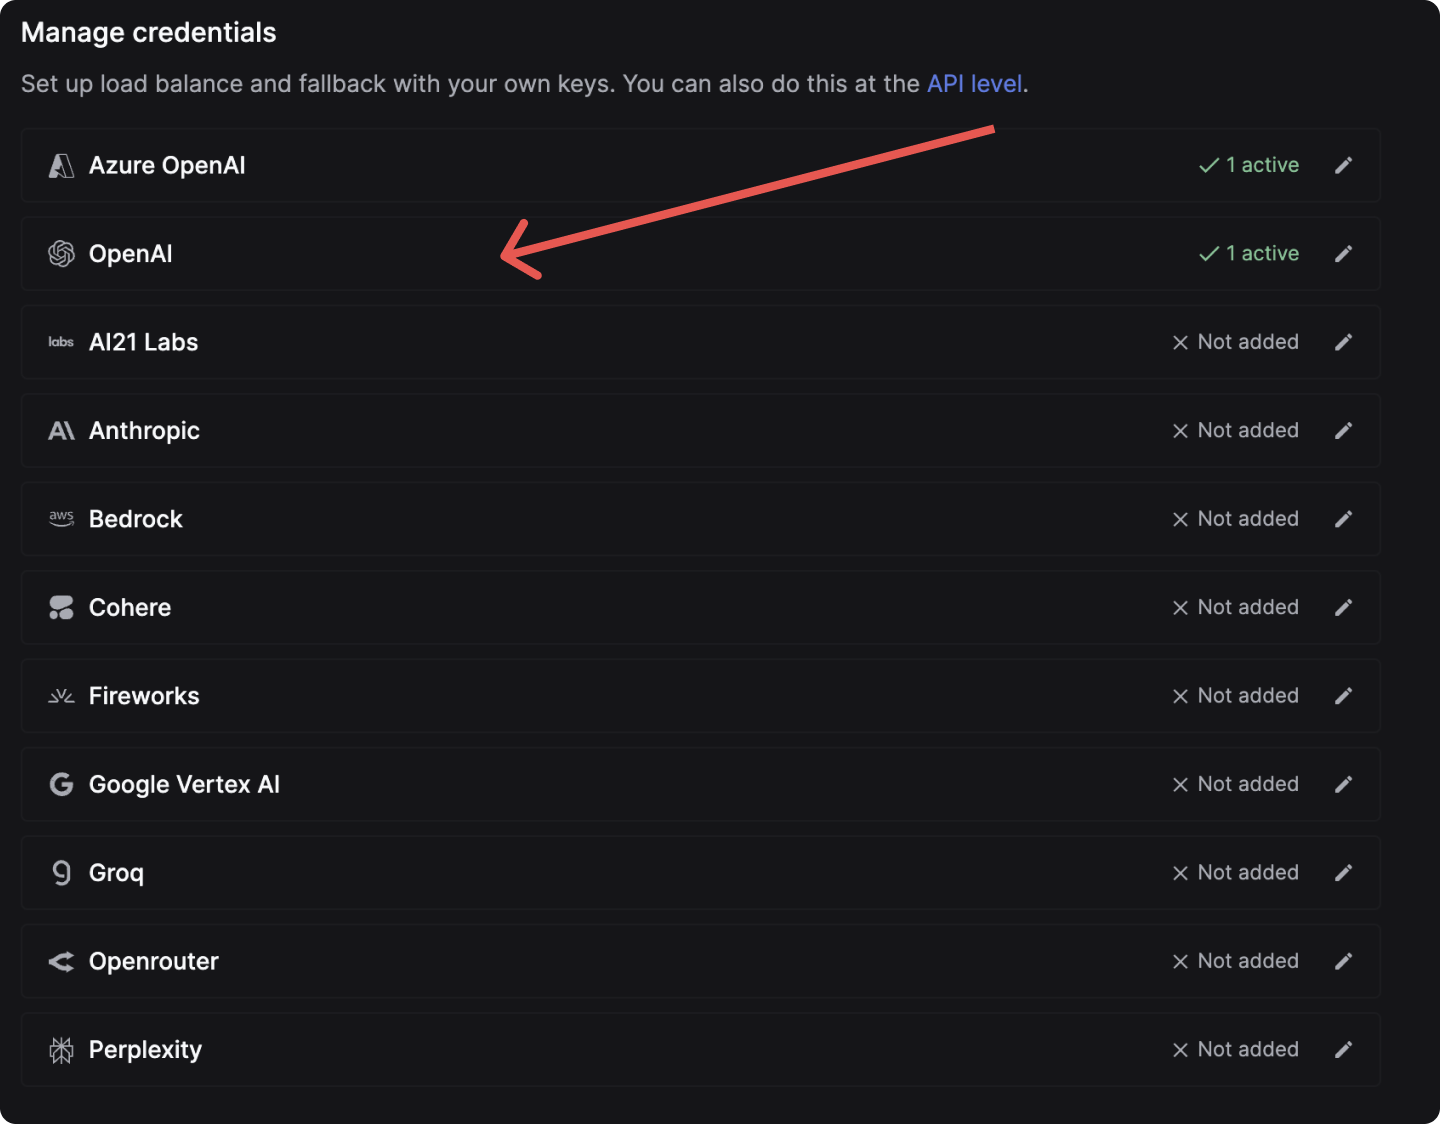 Manage credentials
Set up load balance and fallback with your own keys. You can also do this at the API level.
Azure OpenAI 1 active
OpenAI 1 active
labs AI21 Labs Not added
Anthropic Not added
aws Bedrock Not added
Cohere Not added
Fireworks Not added
Google Vertex AI Not added
Groq Not added
Openrouter Not added
Perplexity Not added